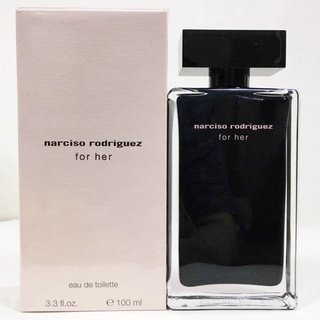 narciso rodriguez
for her
eau de toilette
3.3 fl.oz. ℮ 100 ml
narciso rodriguez
for her